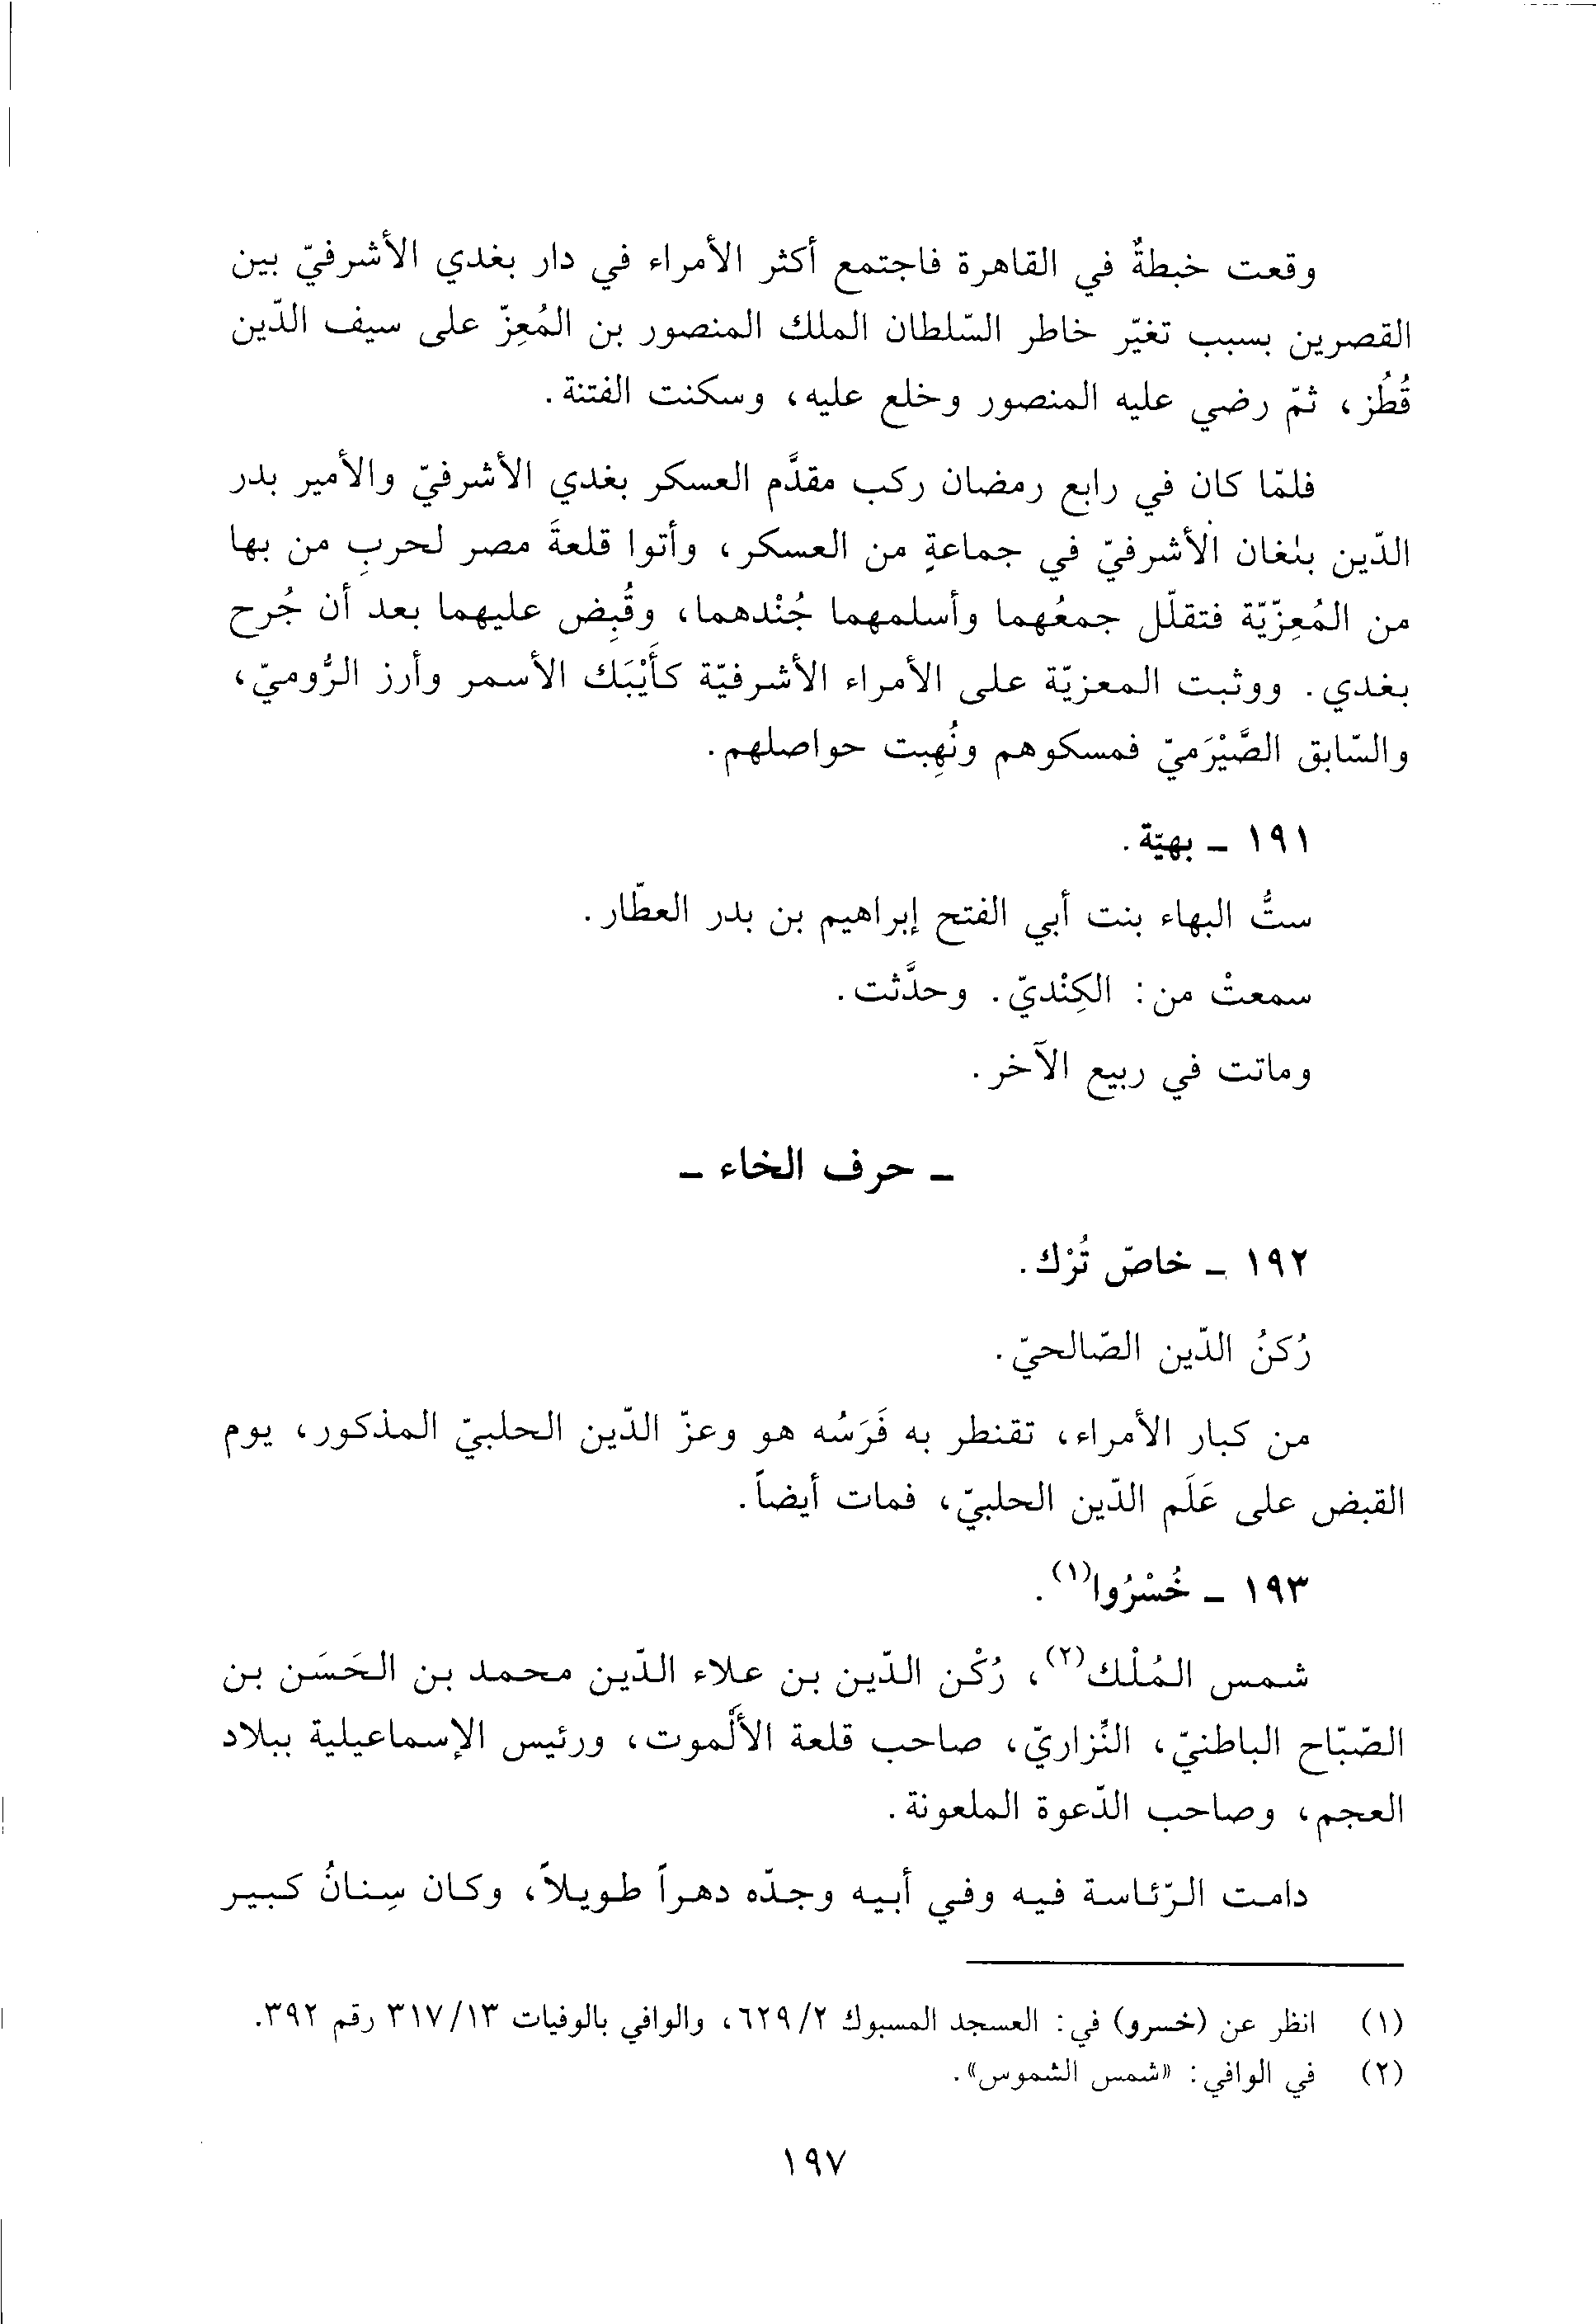 وقعت خبطةٌ في القاهرة فاجتمع أكثر الأمراء في دار بغدي الأشرفيّ بين
القصرين بسبب تغيّر خاطر السّلطان الملك المنصور بن المُعِزّ على سيف الدّين
قُطُز، ثمّ رضي عليه المنصور وخلع عليه، وسكنت الفتنة.
فلمّا كان في رابع رمضان ركب مقدَّم العسكر بغدي الأشرفيّ والأمير بدر
الدّين بلغان الأشرفيّ في جماعةٍ من العسكر، وأتوا قلعةَ مصر لحربِ من بها
من المُعِزّيّة فتقلّل جمعُهما وأسلمهما جُنْدهما، وقُبِض عليهما بعد أن جُرح
بغدي. ووثبت المعزيّة على الأمراء الأشرفيّة كأَيْبَك الأسمر وأرز الرُّوميّ،
والسّابق الصَّيْرَميّ فمسكوهم ونُهِبت حواصلهم.
١٩١ ـ بهيّة.
ستُّ البهاء بنت أبي الفتح إبراهيم بن بدر العطّار.
سمعتْ من: الكِنْديّ. وحدَّثت.
وماتت في ربيع الآخر.
ـ حرف الخاء ـ
١٩٢ ـ خاصّ تُرْك.
رُكنُ الدّين الصّالحيّ.
من كبار الأمراء، تقنطر به فَرَسُه هو وعزّ الدّين الحلبيّ المذكور، يوم
القبض على عَلَم الدّين الحلبيّ، فمات أيضاً.
١٩٣ ـ خُسْرُوا(١).
شمس المُلْك(٢)، رُكْن الدّين بن علاء الدّين محمد بن الحَسَن بن
الصّبّاح الباطنيّ، النِّزاريّ، صاحب قلعة الأَلْموت، ورئيس الإسماعيلية ببلاد
العجم، وصاحب الدّعوة الملعونة.
دامت الرّئاسة فيه وفي أبيه وجدّه دهراً طويلاً، وكان سِنانُ كبير
(١) انظر عن (خسرو) في: العسجد المسبوك ٦٢٩/٢، والوافي بالوفيات ٣١٧/١٣ رقم ٣٩٢.
(٢) في الوافي: «شمس الشموس».
١٩٧